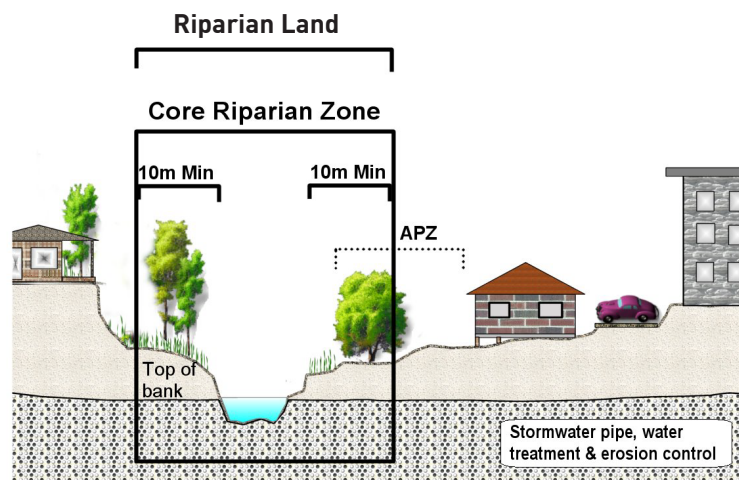 Riparian Land
Core Riparian Zone
10m Min
10m Min
APZ
Top of
bank
Stormwater pipe, water
treatment & erosion control